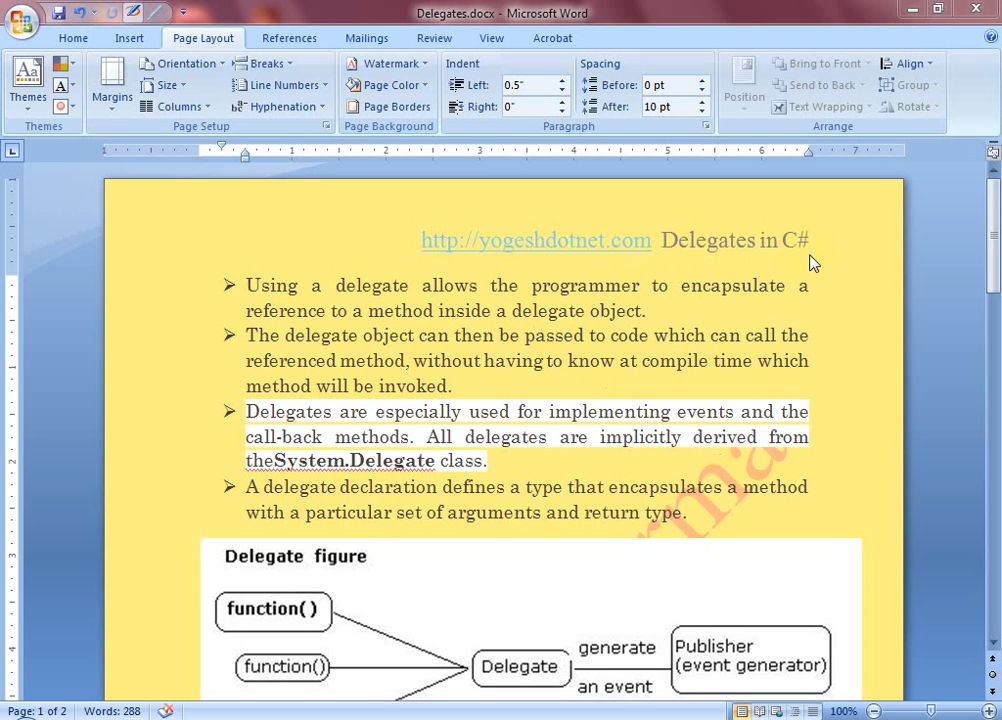 Delegates.docx - Microsoft Word
Home Insert Page Layout References Mailings Review View Acrobat
Themes
Margins
Orientation
Size
Columns
Breaks
Line Numbers
Hyphenation
Watermark
Page Color
Page Borders
Indent
Left: 0.5"
Right: 0"
Spacing
Before: 0 pt
After: 10 pt
Position
Bring to Front
Send to Back
Text Wrapping
Align
Group
Rotate
Themes Page Setup Page Background Paragraph Arrange
1 1 2 3 4 5 6 7
http://yogeshdotnet.com Delegates in C#
Using a delegate allows the programmer to encapsulate a
reference to a method inside a delegate object.
The delegate object can then be passed to code which can call the
referenced method, without having to know at compile time which
method will be invoked.
Delegates are especially used for implementing events and the
call-back methods. All delegates are implicitly derived from
theSystem.Delegate class.
A delegate declaration defines a type that encapsulates a method
with a particular set of arguments and return type.
Delegate figure
function()
function()
Delegate
generate
an event
Publisher
(event generator)
Page: 1 of 2 Words: 288 100%